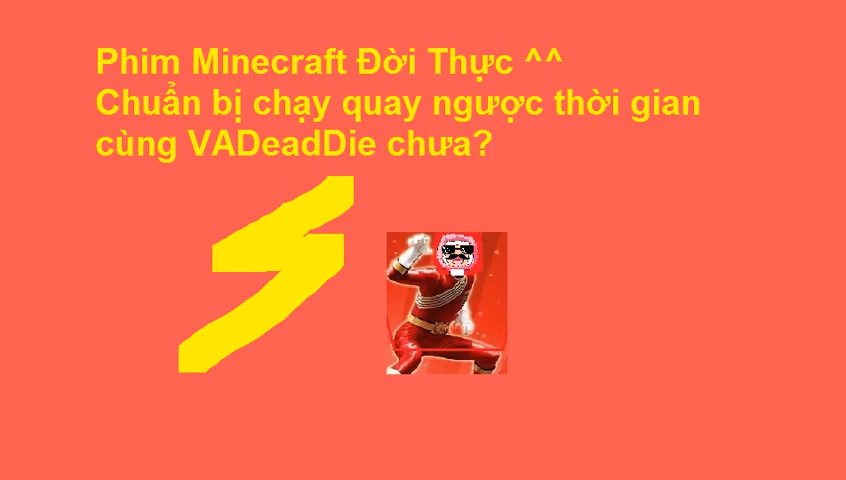 Phim Minecraft Đời Thực ^^
Chuẩn bị chạy quay ngược thời gian
cùng VADeadDie chưa?